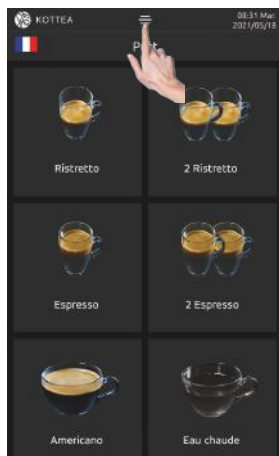 KOTTEA
08:31 Mar.
2021/05/18
Ristretto
2 Ristretto
Espresso
2 Espresso
Americano
Eau chaude